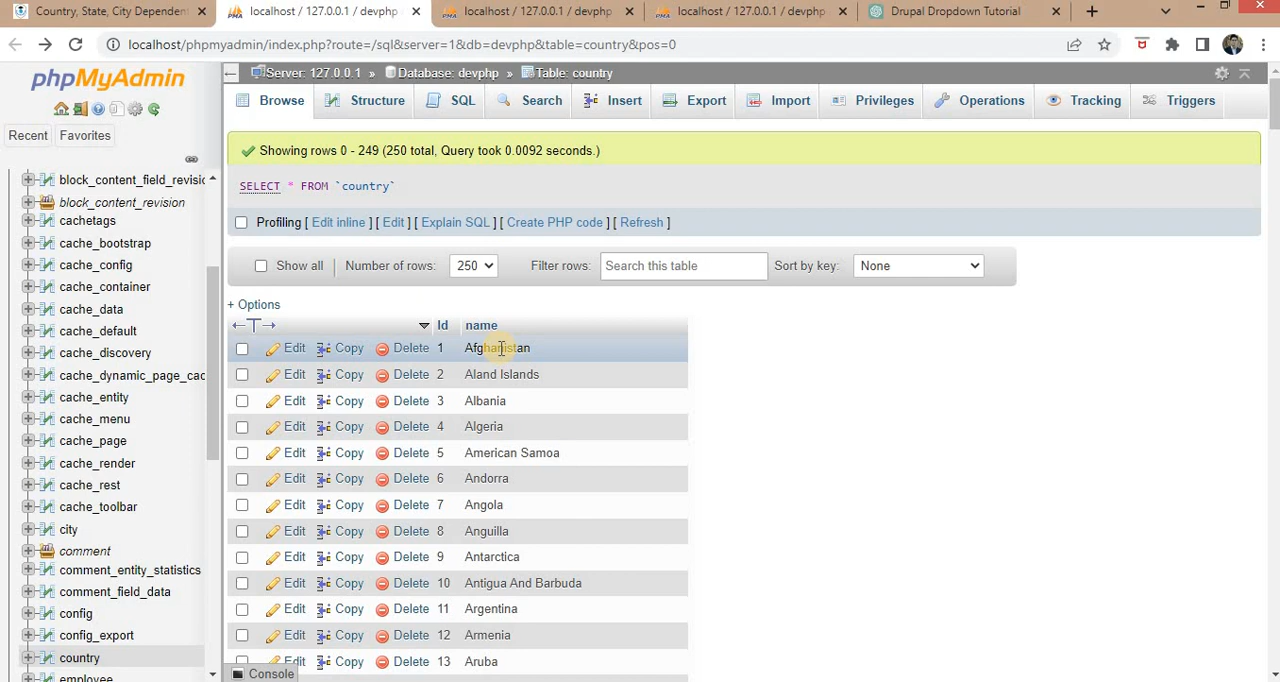 Country, State, City Dependent
localhost / 127.0.0.1 / devphp
localhost / 127.0.0.1 / devphp
localhost / 127.0.0.1 / devphp
Drupal Dropdown Tutorial
localhost/phpmyadmin/index.php?route=/sql&server=1&db=devphp&table=country&pos=0
phpMyAdmin
Recent Favorites
block_content_field_revisio
block_content_revision
cachetags
cache_bootstrap
cache_config
cache_container
cache_data
cache_default
cache_discovery
cache_dynamic_page_cac
cache_entity
cache_menu
cache_page
cache_render
cache_rest
cache_toolbar
city
comment
comment_entity_statistics
comment_field_data
config
config_export
country
employee
Server: 127.0.0.1 » Database: devphp » Table: country
Browse Structure SQL Search Insert Export Import Privileges Operations Tracking Triggers
Showing rows 0 - 249 (250 total, Query took 0.0092 seconds.)
SELECT * FROM `country`
Profiling [ Edit inline ] [ Edit ] [ Explain SQL ] [ Create PHP code ] [ Refresh ]
Show all Number of rows: 250 Filter rows: Search this table Sort by key: None
+ Options
←T→ Id name
Edit Copy Delete 1 Afghanistan
Edit Copy Delete 2 Aland Islands
Edit Copy Delete 3 Albania
Edit Copy Delete 4 Algeria
Edit Copy Delete 5 American Samoa
Edit Copy Delete 6 Andorra
Edit Copy Delete 7 Angola
Edit Copy Delete 8 Anguilla
Edit Copy Delete 9 Antarctica
Edit Copy Delete 10 Antigua And Barbuda
Edit Copy Delete 11 Argentina
Edit Copy Delete 12 Armenia
Edit Copy Delete 13 Aruba
Console